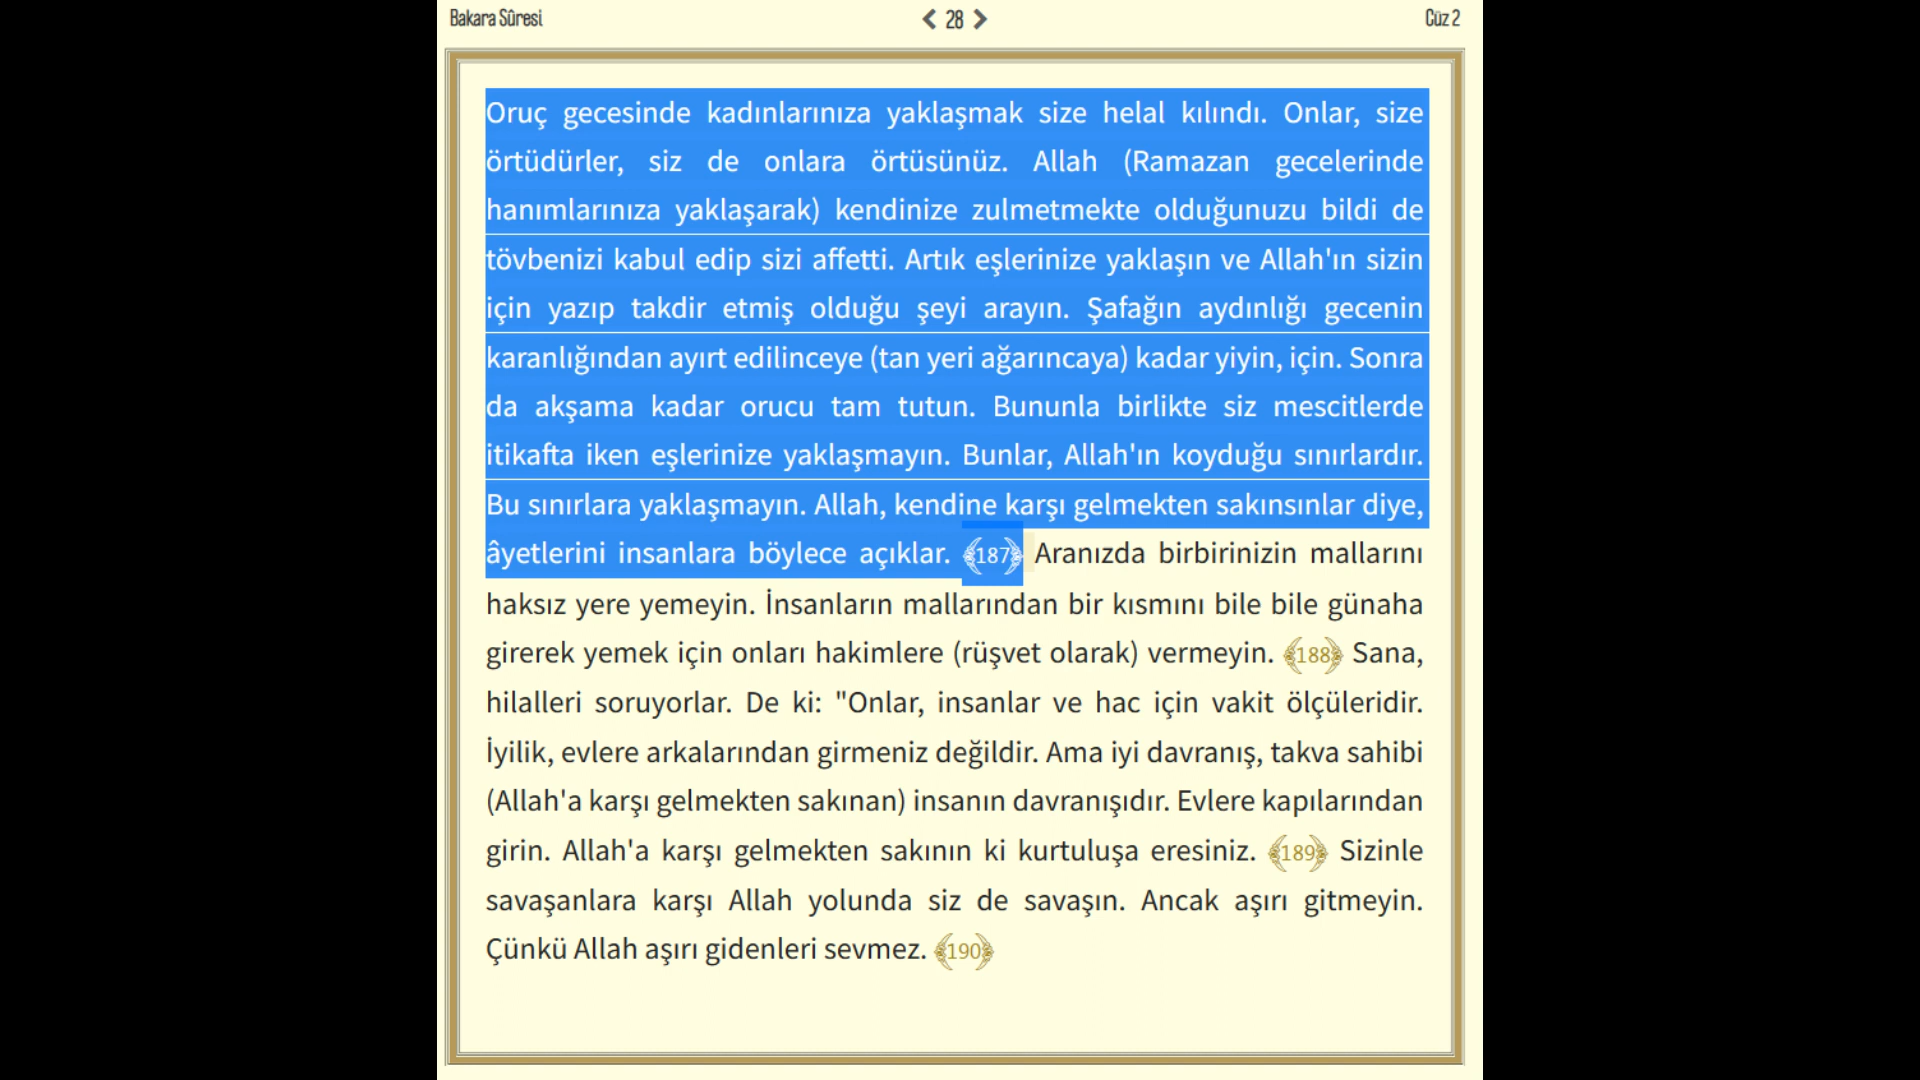 Bakara Sûresi
28
Cüz 2
Oruç gecesinde kadınlarınıza yaklaşmak size helal kılındı. Onlar, size
örtüdürler, siz de onlara örtüsünüz. Allah (Ramazan gecelerinde
hanımlarınıza yaklaşarak) kendinize zulmetmekte olduğunuzu bildi de
tövbenizi kabul edip sizi affetti. Artık eşlerinize yaklaşın ve Allah'ın sizin
için yazıp takdir etmiş olduğu şeyi arayın. Şafağın aydınlığı gecenin
karanlığından ayırt edilinceye (tan yeri ağarıncaya) kadar yiyin, için. Sonra
da akşama kadar orucu tam tutun. Bununla birlikte siz mescitlerde
itikafta iken eşlerinize yaklaşmayın. Bunlar, Allah'ın koyduğu sınırlardır.
Bu sınırlara yaklaşmayın. Allah, kendine karşı gelmekten sakınsınlar diye,
âyetlerini insanlara böylece açıklar. ﴾187﴿ Aranızda birbirinizin mallarını
haksız yere yemeyin. İnsanların mallarından bir kısmını bile bile günaha
girerek yemek için onları hakimlere (rüşvet olarak) vermeyin. ﴾188﴿ Sana,
hilalleri soruyorlar. De ki: "Onlar, insanlar ve hac için vakit ölçüleridir.
İyilik, evlere arkalarından girmeniz değildir. Ama iyi davranış, takva sahibi
(Allah'a karşı gelmekten sakınan) insanın davranışıdır. Evlere kapılarından
girin. Allah'a karşı gelmekten sakının ki kurtuluşa eresiniz. ﴾189﴿ Sizinle
savaşanlara karşı Allah yolunda siz de savaşın. Ancak aşırı gitmeyin.
Çünkü Allah aşırı gidenleri sevmez. ﴾190﴿